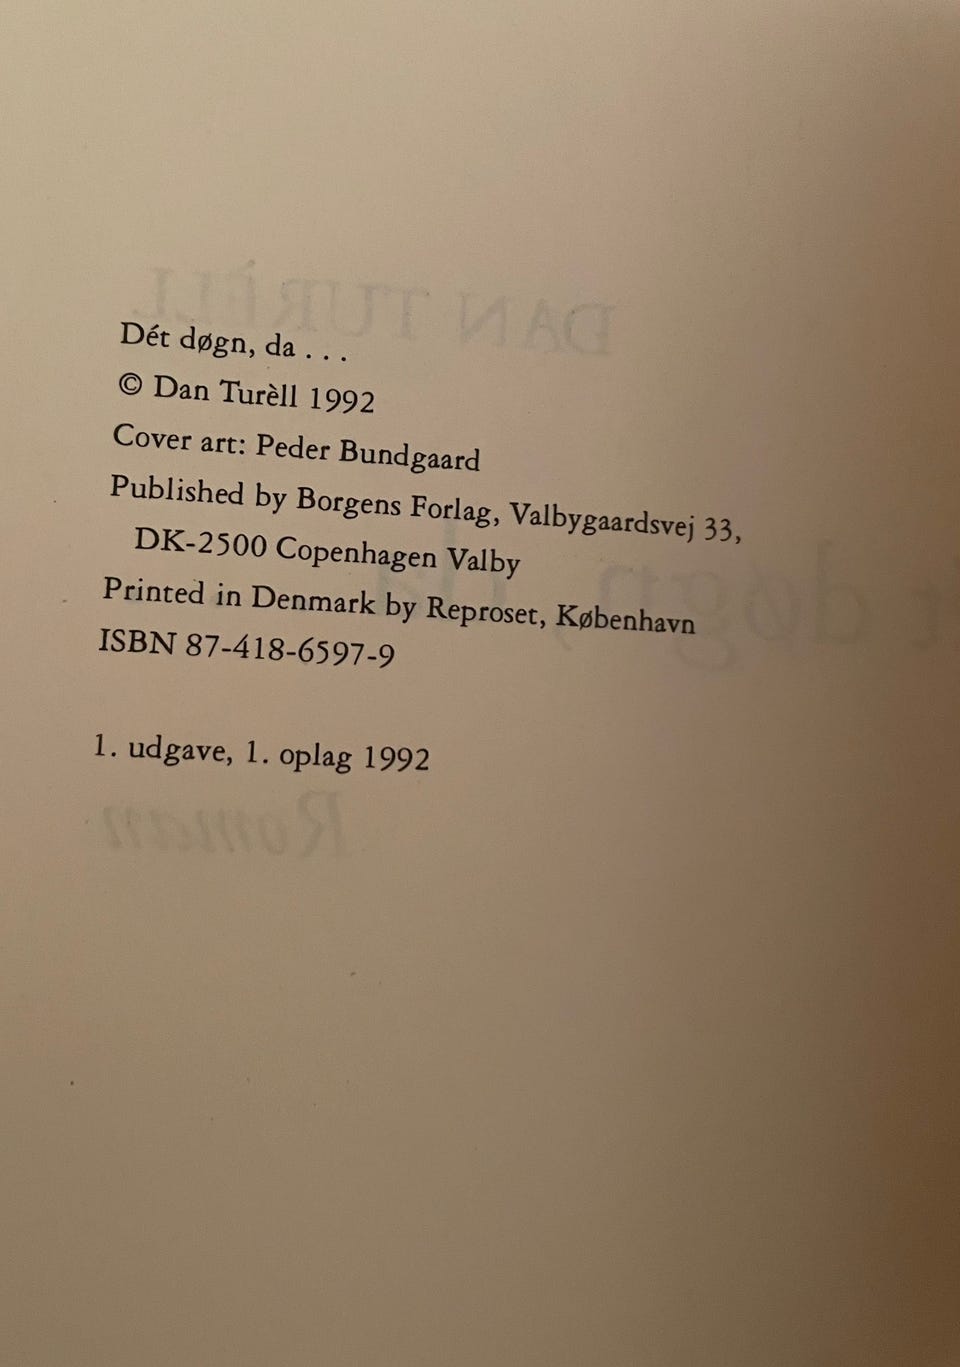 Dét døgn, da . . .
© Dan Turèll 1992
Cover art: Peder Bundgaard
Published by Borgens Forlag, Valbygaardsvej 33,
DK-2500 Copenhagen Valby
Printed in Denmark by Reproset, København
ISBN 87-418-6597-9
1. udgave, 1. oplag 1992